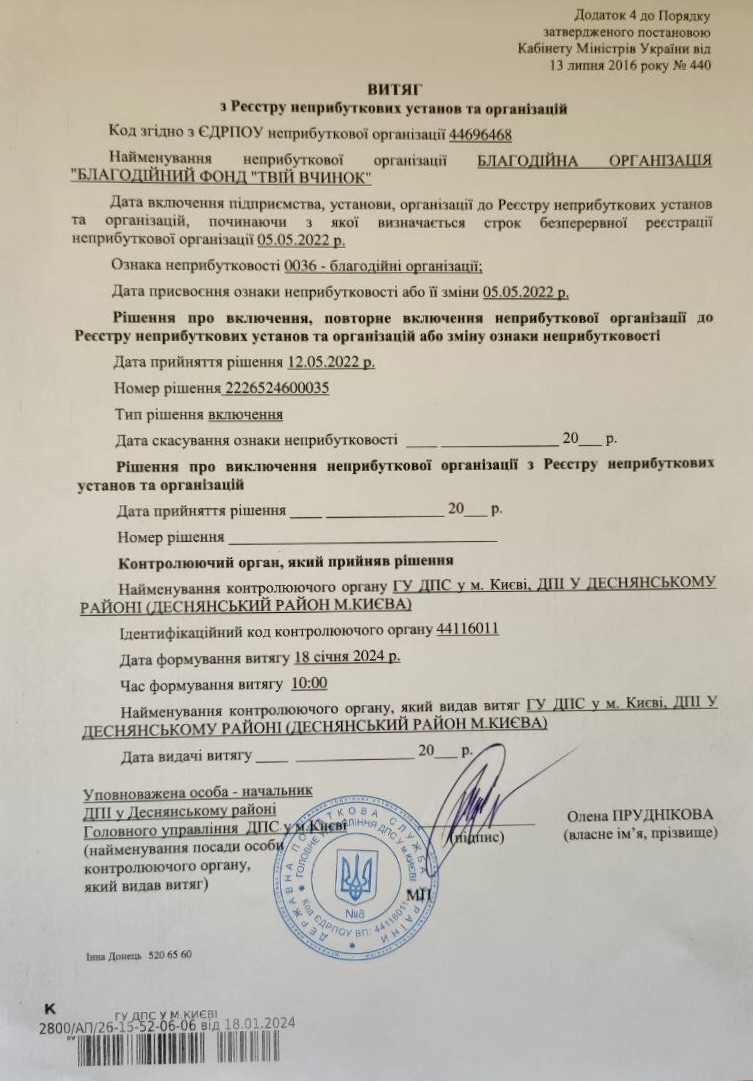 Додаток 4 до Порядку
затвердженого постановою
Кабінету Міністрів України від
13 липня 2016 року № 440
ВИТЯГ
з Реєстру неприбуткових установ та організацій
Код згідно з ЄДРПОУ неприбуткової організації 44696468
Найменування неприбуткової організації БЛАГОДІЙНА ОРГАНІЗАЦІЯ
"БЛАГОДІЙНИЙ ФОНД "ТВІЙ ВЧИНОК"
Дата включення підприємства, установи, організації до Реєстру неприбуткових установ
та організацій, починаючи з якої визначається строк безперервної реєстрації
неприбуткової організації 05.05.2022 р.
Ознака неприбутковості 0036 - благодійні організації;
Дата присвоєння ознаки неприбутковості або її зміни 05.05.2022 р.
Рішення про включення, повторне включення неприбуткової організації до
Реєстру неприбуткових установ та організацій або зміну ознаки неприбутковості
Дата прийняття рішення 12.05.2022 р.
Номер рішення 2226524600035
Тип рішення включення
Дата скасування ознаки неприбутковості ____ _______________ 20___ р.
Рішення про виключення неприбуткової організації з Реєстру неприбуткових
установ та організацій
Дата прийняття рішення ____ _______________ 20___ р.
Номер рішення __________________________________
Контролюючий орган, який прийняв рішення
Найменування контролюючого органу ГУ ДПС у м. Києві, ДПІ У ДЕСНЯНСЬКОМУ
РАЙОНІ (ДЕСНЯНСЬКИЙ РАЙОН М.КИЄВА)
Ідентифікаційний код контролюючого органу 44116011
Дата формування витягу 18 січня 2024 р.
Час формування витягу 10:00
Найменування контролюючого органу, який видав витяг ГУ ДПС у м. Києві, ДПІ У
ДЕСНЯНСЬКОМУ РАЙОНІ (ДЕСНЯНСЬКИЙ РАЙОН М.КИЄВА)
Дата видачі витягу ____ _______________ 20___ р.
Уповноважена особа - начальник
ДПІ у Деснянському районі
Головного управління ДПС у м.Києві
(найменування посади особи
контролюючого органу,
який видав витяг)
(підпис)
МП
Олена ПРУДНІКОВА
(власне ім’я, прізвище)
ДЕРЖАВНА ПОДАТКОВА СЛУЖБА УКРАЇНИ
ГОЛОВНЕ УПРАВЛІННЯ ДПС У М.КИЄВІ
Код ЄДРПОУ ВП: 44116011
№8
Інна Донець 520 65 60
К
ГУ ДПС У М.КИЄВІ
2800/АП/26-15-52-06-06 від 18.01.2024